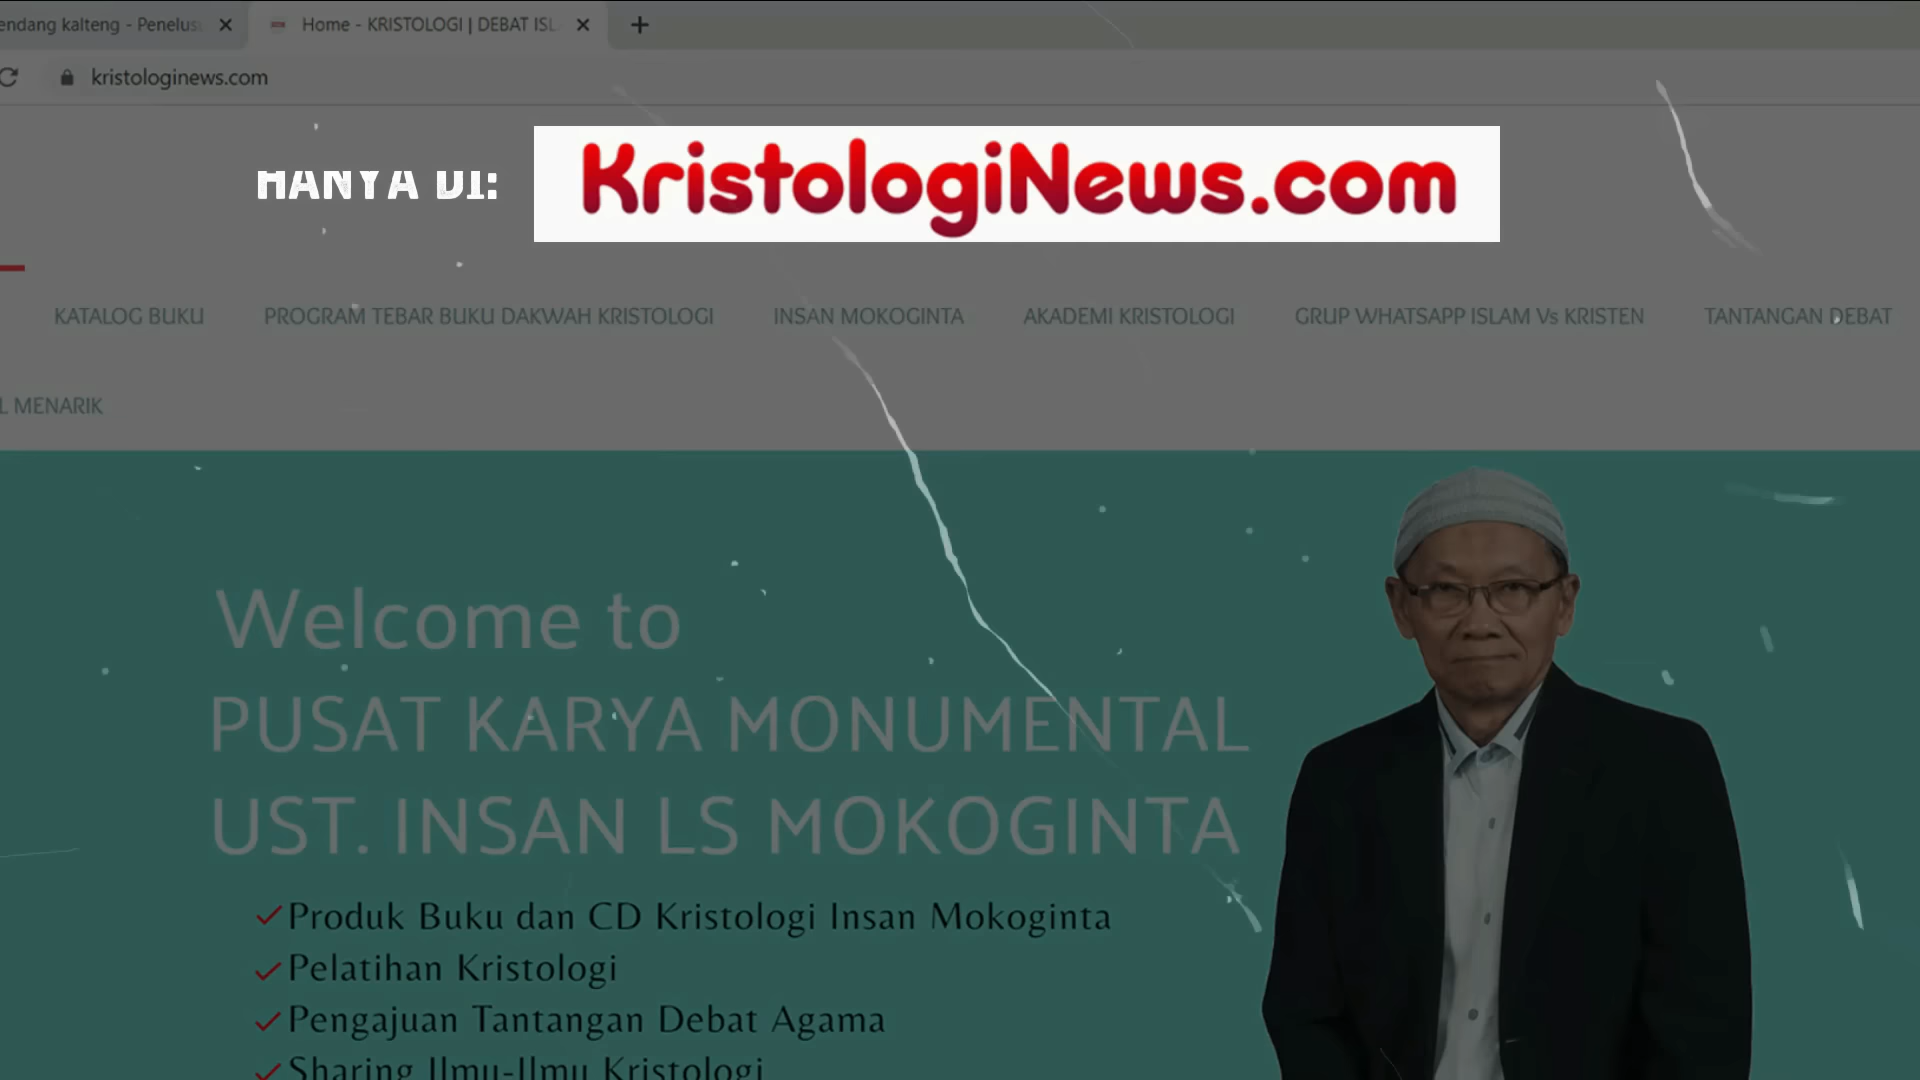 endang kalteng - Penelus
Home - KRISTOLOGI | DEBAT ISL
kristologinews.com
HANYA DI:
KristologiNews.com
KATALOG BUKU
PROGRAM TEBAR BUKU DAKWAH KRISTOLOGI
INSAN MOKOGINTA
AKADEMI KRISTOLOGI
GRUP WHATSAPP ISLAM Vs KRISTEN
TANTANGAN DEBAT
L MENARIK
Welcome to
PUSAT KARYA MONUMENTAL
UST. INSAN LS MOKOGINTA
Produk Buku dan CD Kristologi Insan Mokoginta
Pelatihan Kristologi
Pengajuan Tantangan Debat Agama
Sharing Ilmu-Ilmu Kristologi